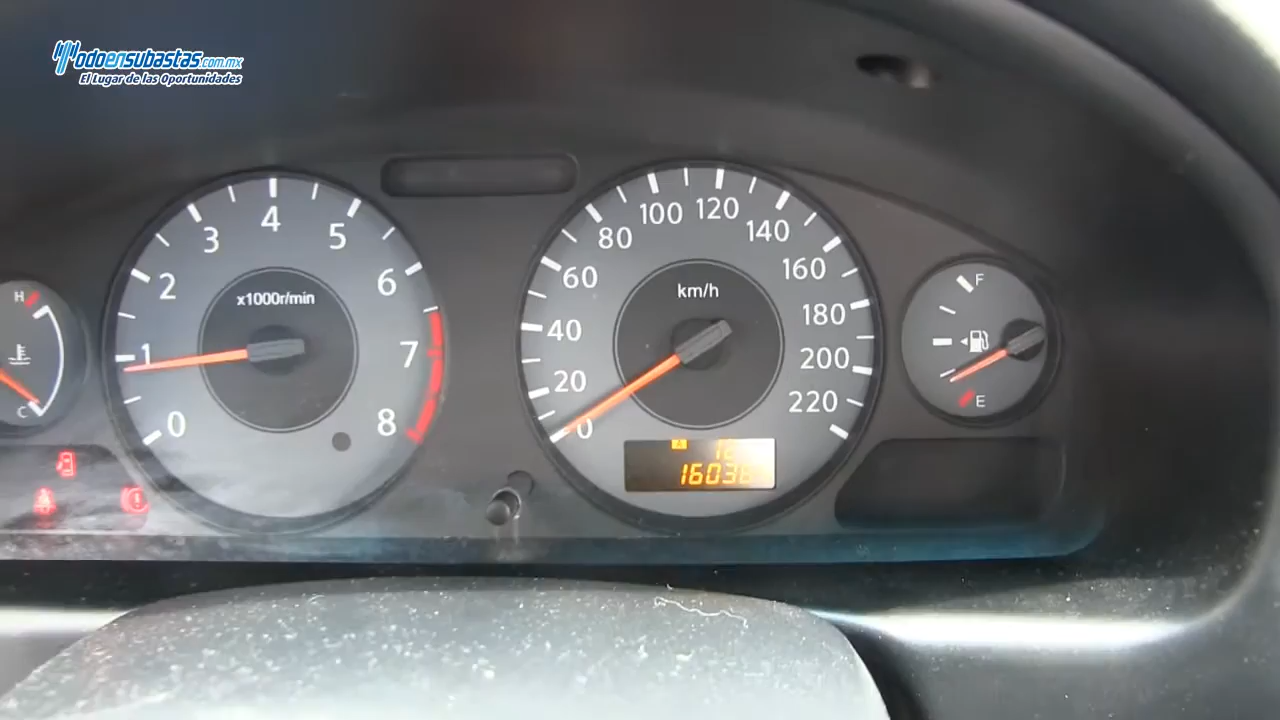 Todoensubastas.com.mx
El Lugar de las Oportunidades
H
C
0
1
2
3
4
5
6
7
8
x1000r/min
0
20
40
60
80
100
120
140
160
180
200
220
km/h
A
F
E